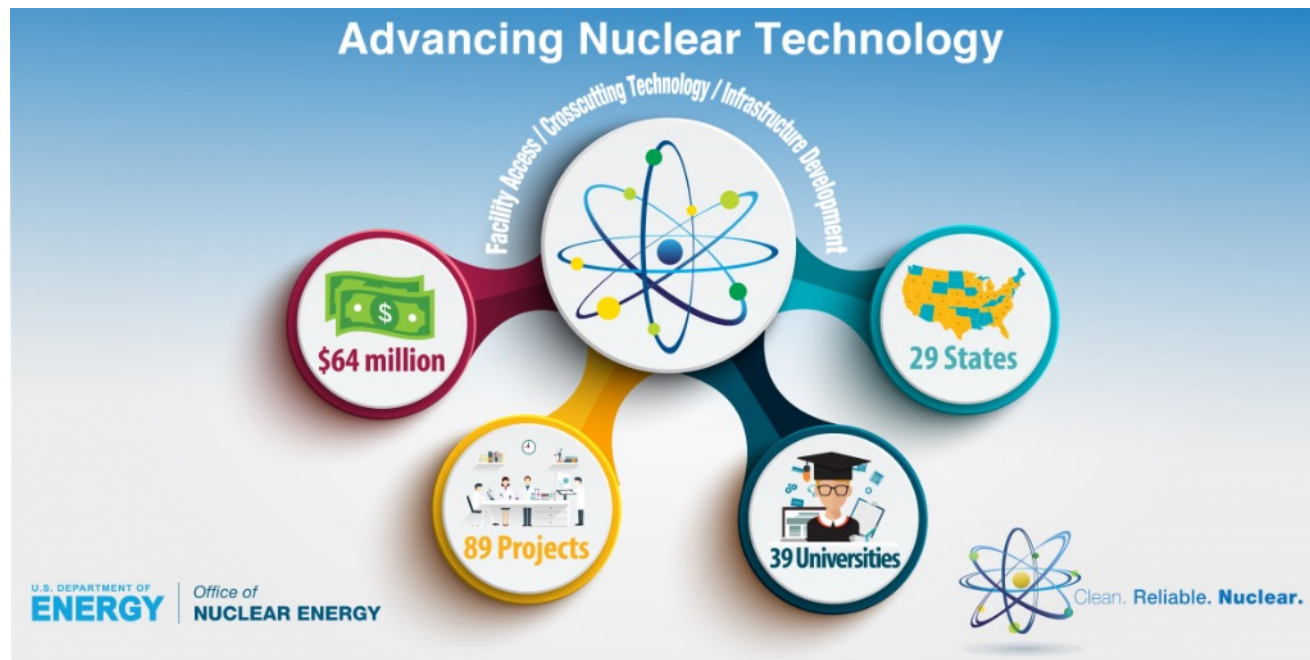 Advancing Nuclear Technology
Facility Access / Crosscutting Technology / Infrastructure Development
$
$64 million
29 States
89 Projects
39 Universities
U.S. DEPARTMENT OF
ENERGY
Office of
NUCLEAR ENERGY
Clean. Reliable. Nuclear.